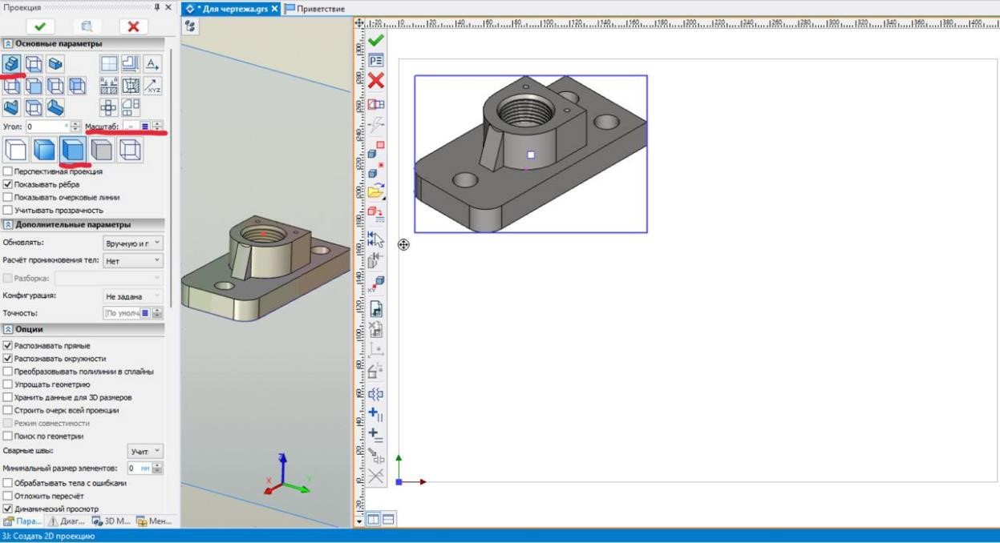 Проекция
* Для чертежа.grs
Приветствие
Основные параметры
Угол: 0 °
Масштаб:
Перспективная проекция
Показывать рёбра
Показывать очерковые линии
Учитывать прозрачность
Дополнительные параметры
Обновлять: Вручную и г
Расчёт проникновения тел: Нет
Разборка:
Конфигурация: Не задана
Точность: [По умолч
Опции
Распознавать прямые
Распознавать окружности
Преобразовывать полилинии в сплайны
Упрощать геометрию
Хранить данные для 3D размеров
Строить очерк всей проекции
Режим совместимости
Поиск по геометрии
Сварные швы: Учит
Минимальный размер элементов: 0 мм
Обрабатывать тела с ошибками
Отложить пересчёт
Динамический просмотр
Пара... Диаг... 3D М... Мен...
3J: Создать 2D проекцию
-20 0 20 40 60 80 100 120 140 160 180 200 220 240 260 280 300 320 340 360 380 400
X Y Z